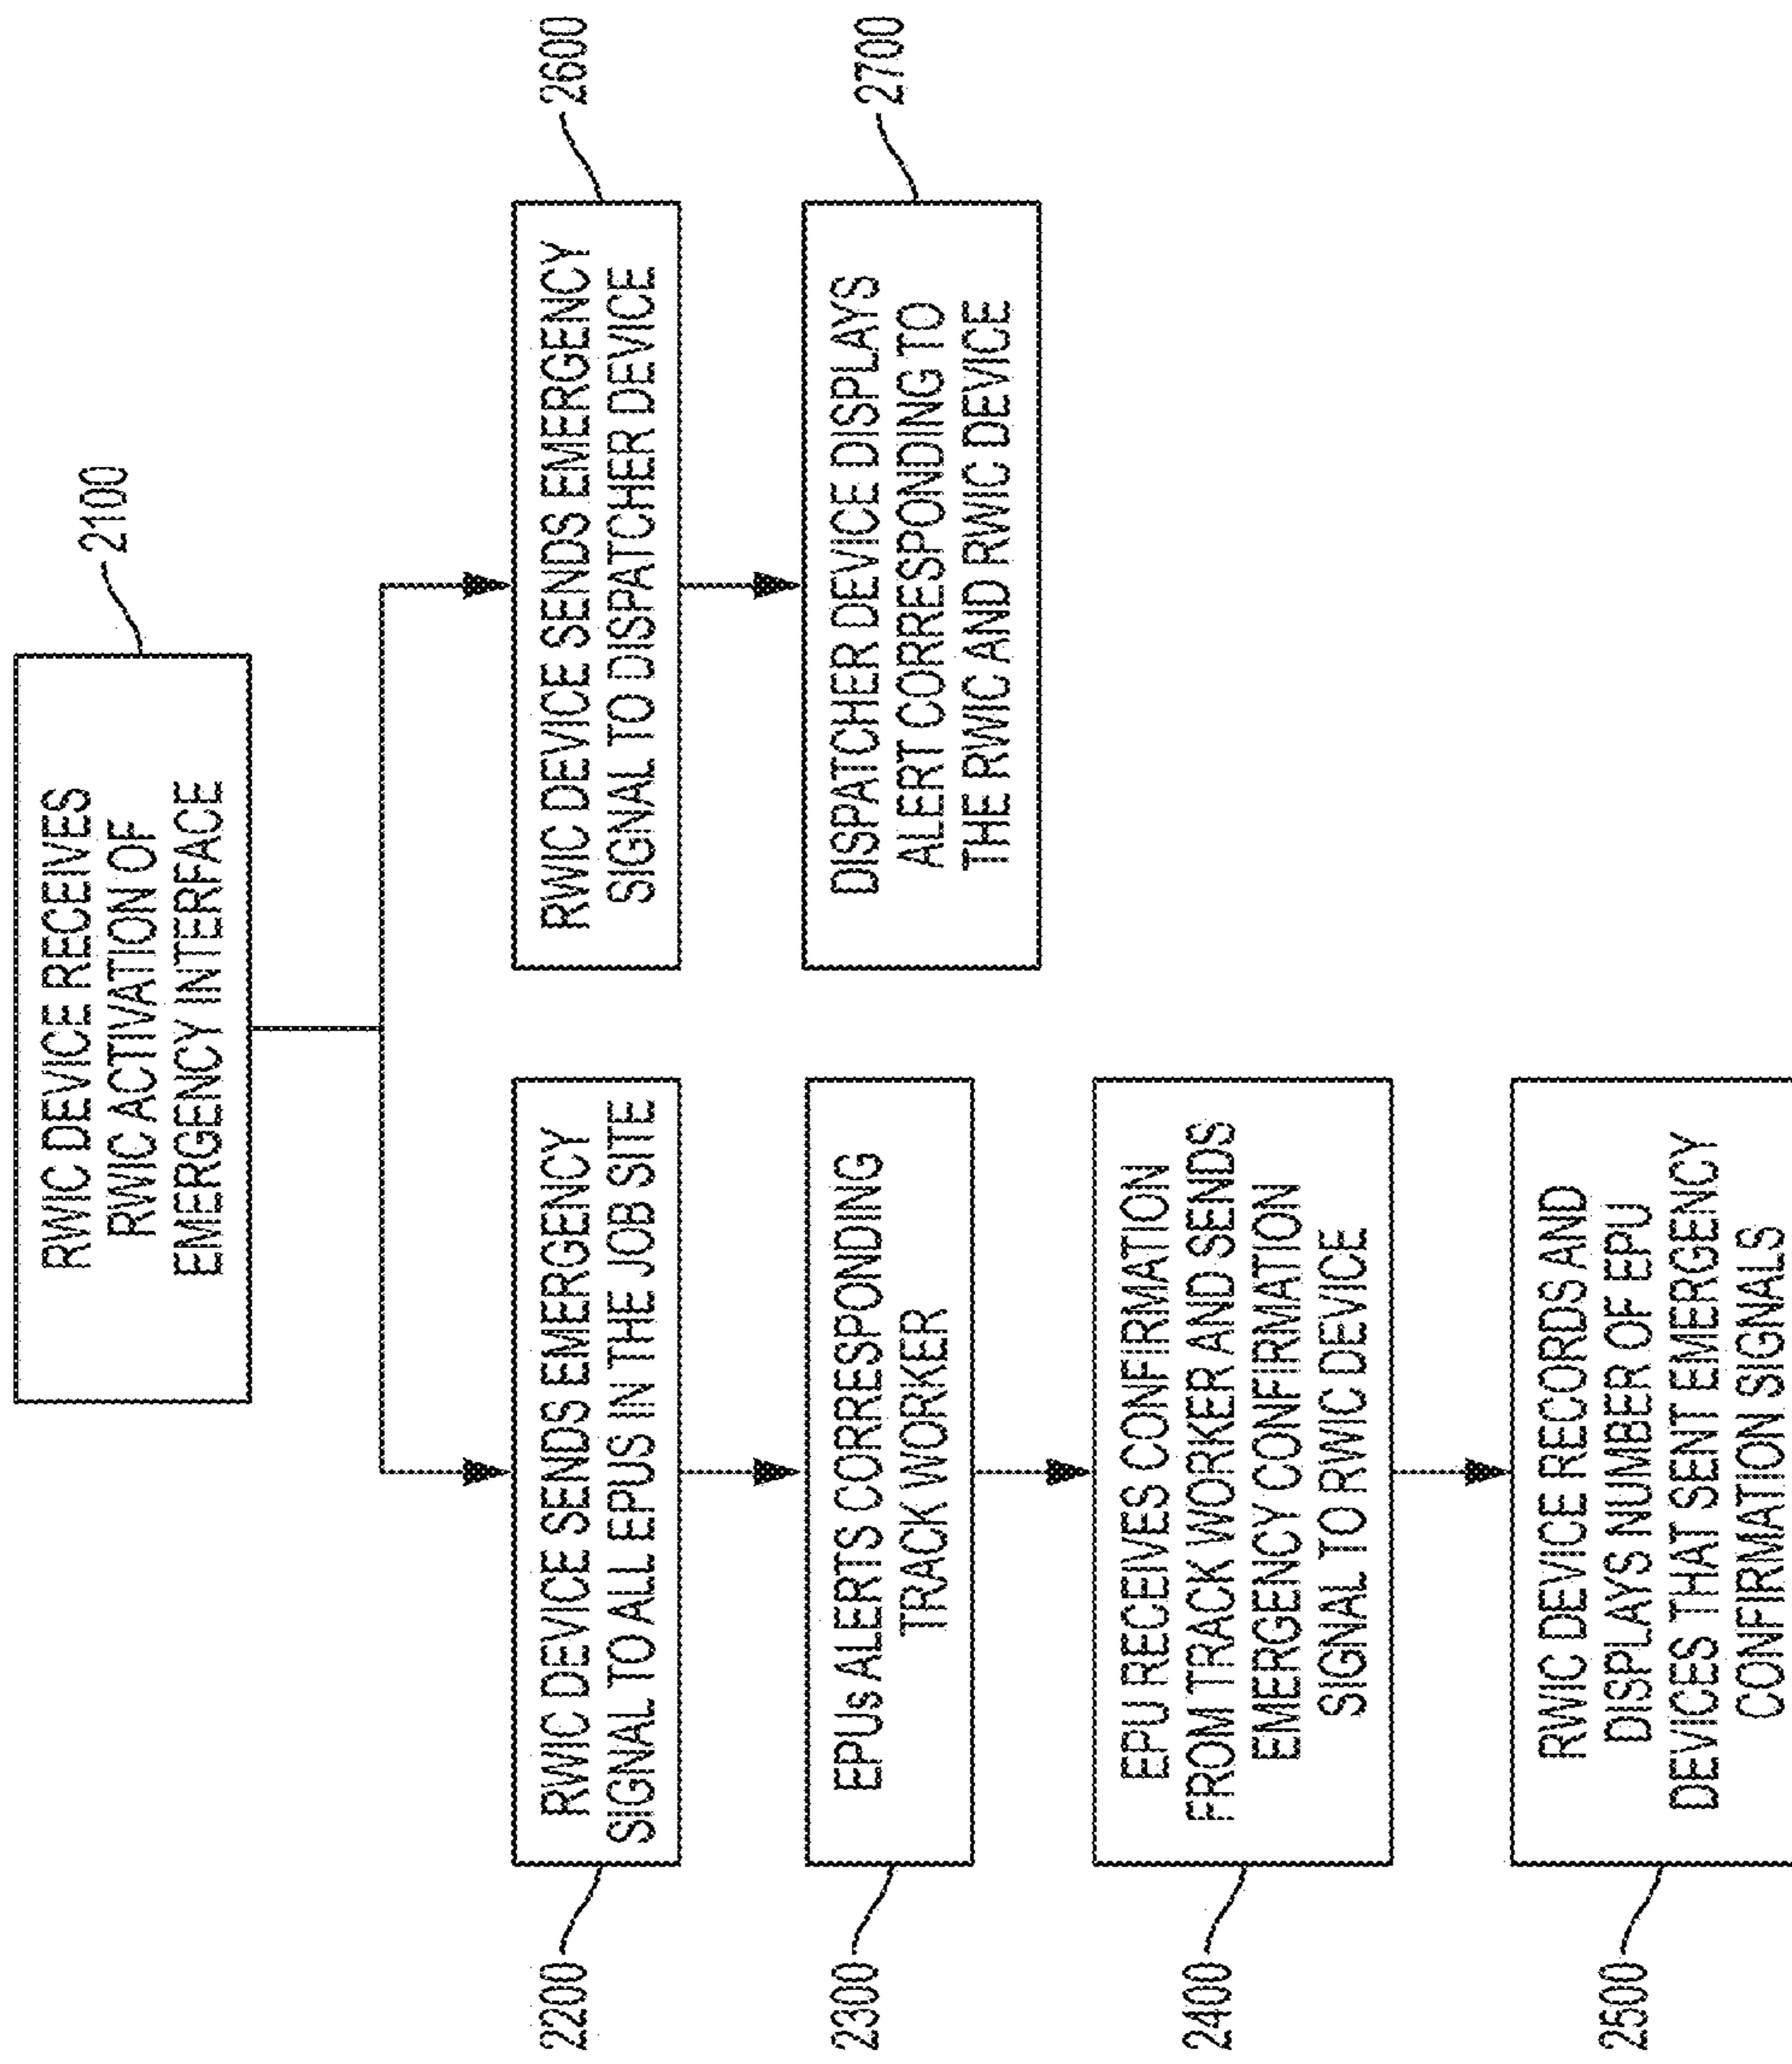 RWIC DEVICE RECEIVES
RWIC ACTIVATION OF
EMERGENCY INTERFACE
2100
RWIC DEVICE SENDS EMERGENCY
SIGNAL TO ALL EPUS IN THE JOB SITE
2200
EPUs ALERTS CORRESPONDING
TRACK WORKER
2300
EPU RECEIVES CONFIRMATION
FROM TRACK WORKER AND SENDS
EMERGENCY CONFIRMATION
SIGNAL TO RWIC DEVICE
2400
RWIC DEVICE RECORDS AND
DISPLAYS NUMBER OF EPU
DEVICES THAT SENT EMERGENCY
CONFIRMATION SIGNALS
2500
RWIC DEVICE SENDS EMERGENCY
SIGNAL TO DISPATCHER DEVICE
2600
DISPATCHER DEVICE DISPLAYS
ALERT CORRESPONDING TO
THE RWIC AND RWIC DEVICE
2700